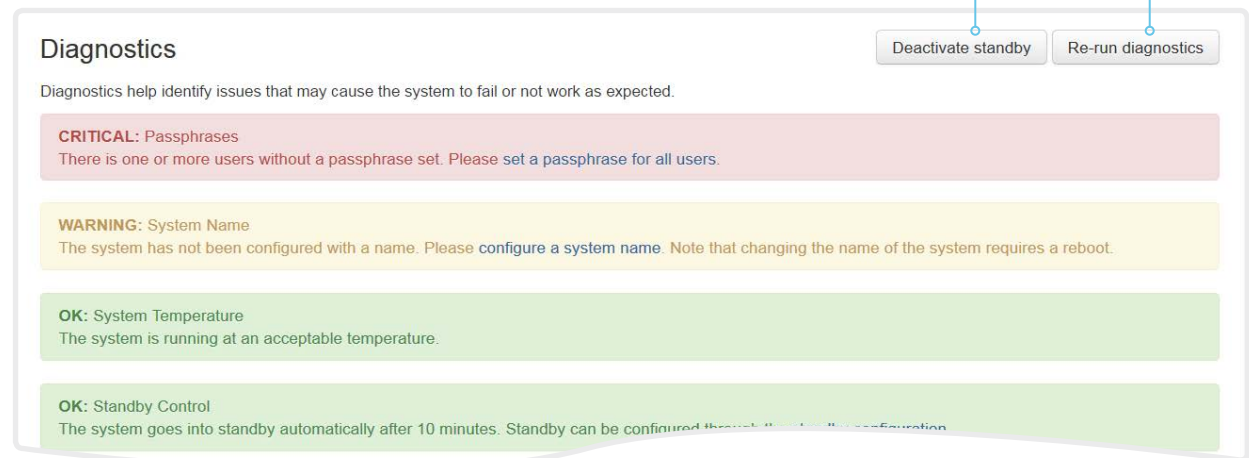 Diagnostics
Deactivate standby
Re-run diagnostics
Diagnostics help identify issues that may cause the system to fail or not work as expected.
CRITICAL: Passphrases
There is one or more users without a passphrase set. Please set a passphrase for all users.
WARNING: System Name
The system has not been configured with a name. Please configure a system name. Note that changing the name of the system requires a reboot.
OK: System Temperature
The system is running at an acceptable temperature.
OK: Standby Control
The system goes into standby automatically after 10 minutes. Standby can be configured through the standby configuration